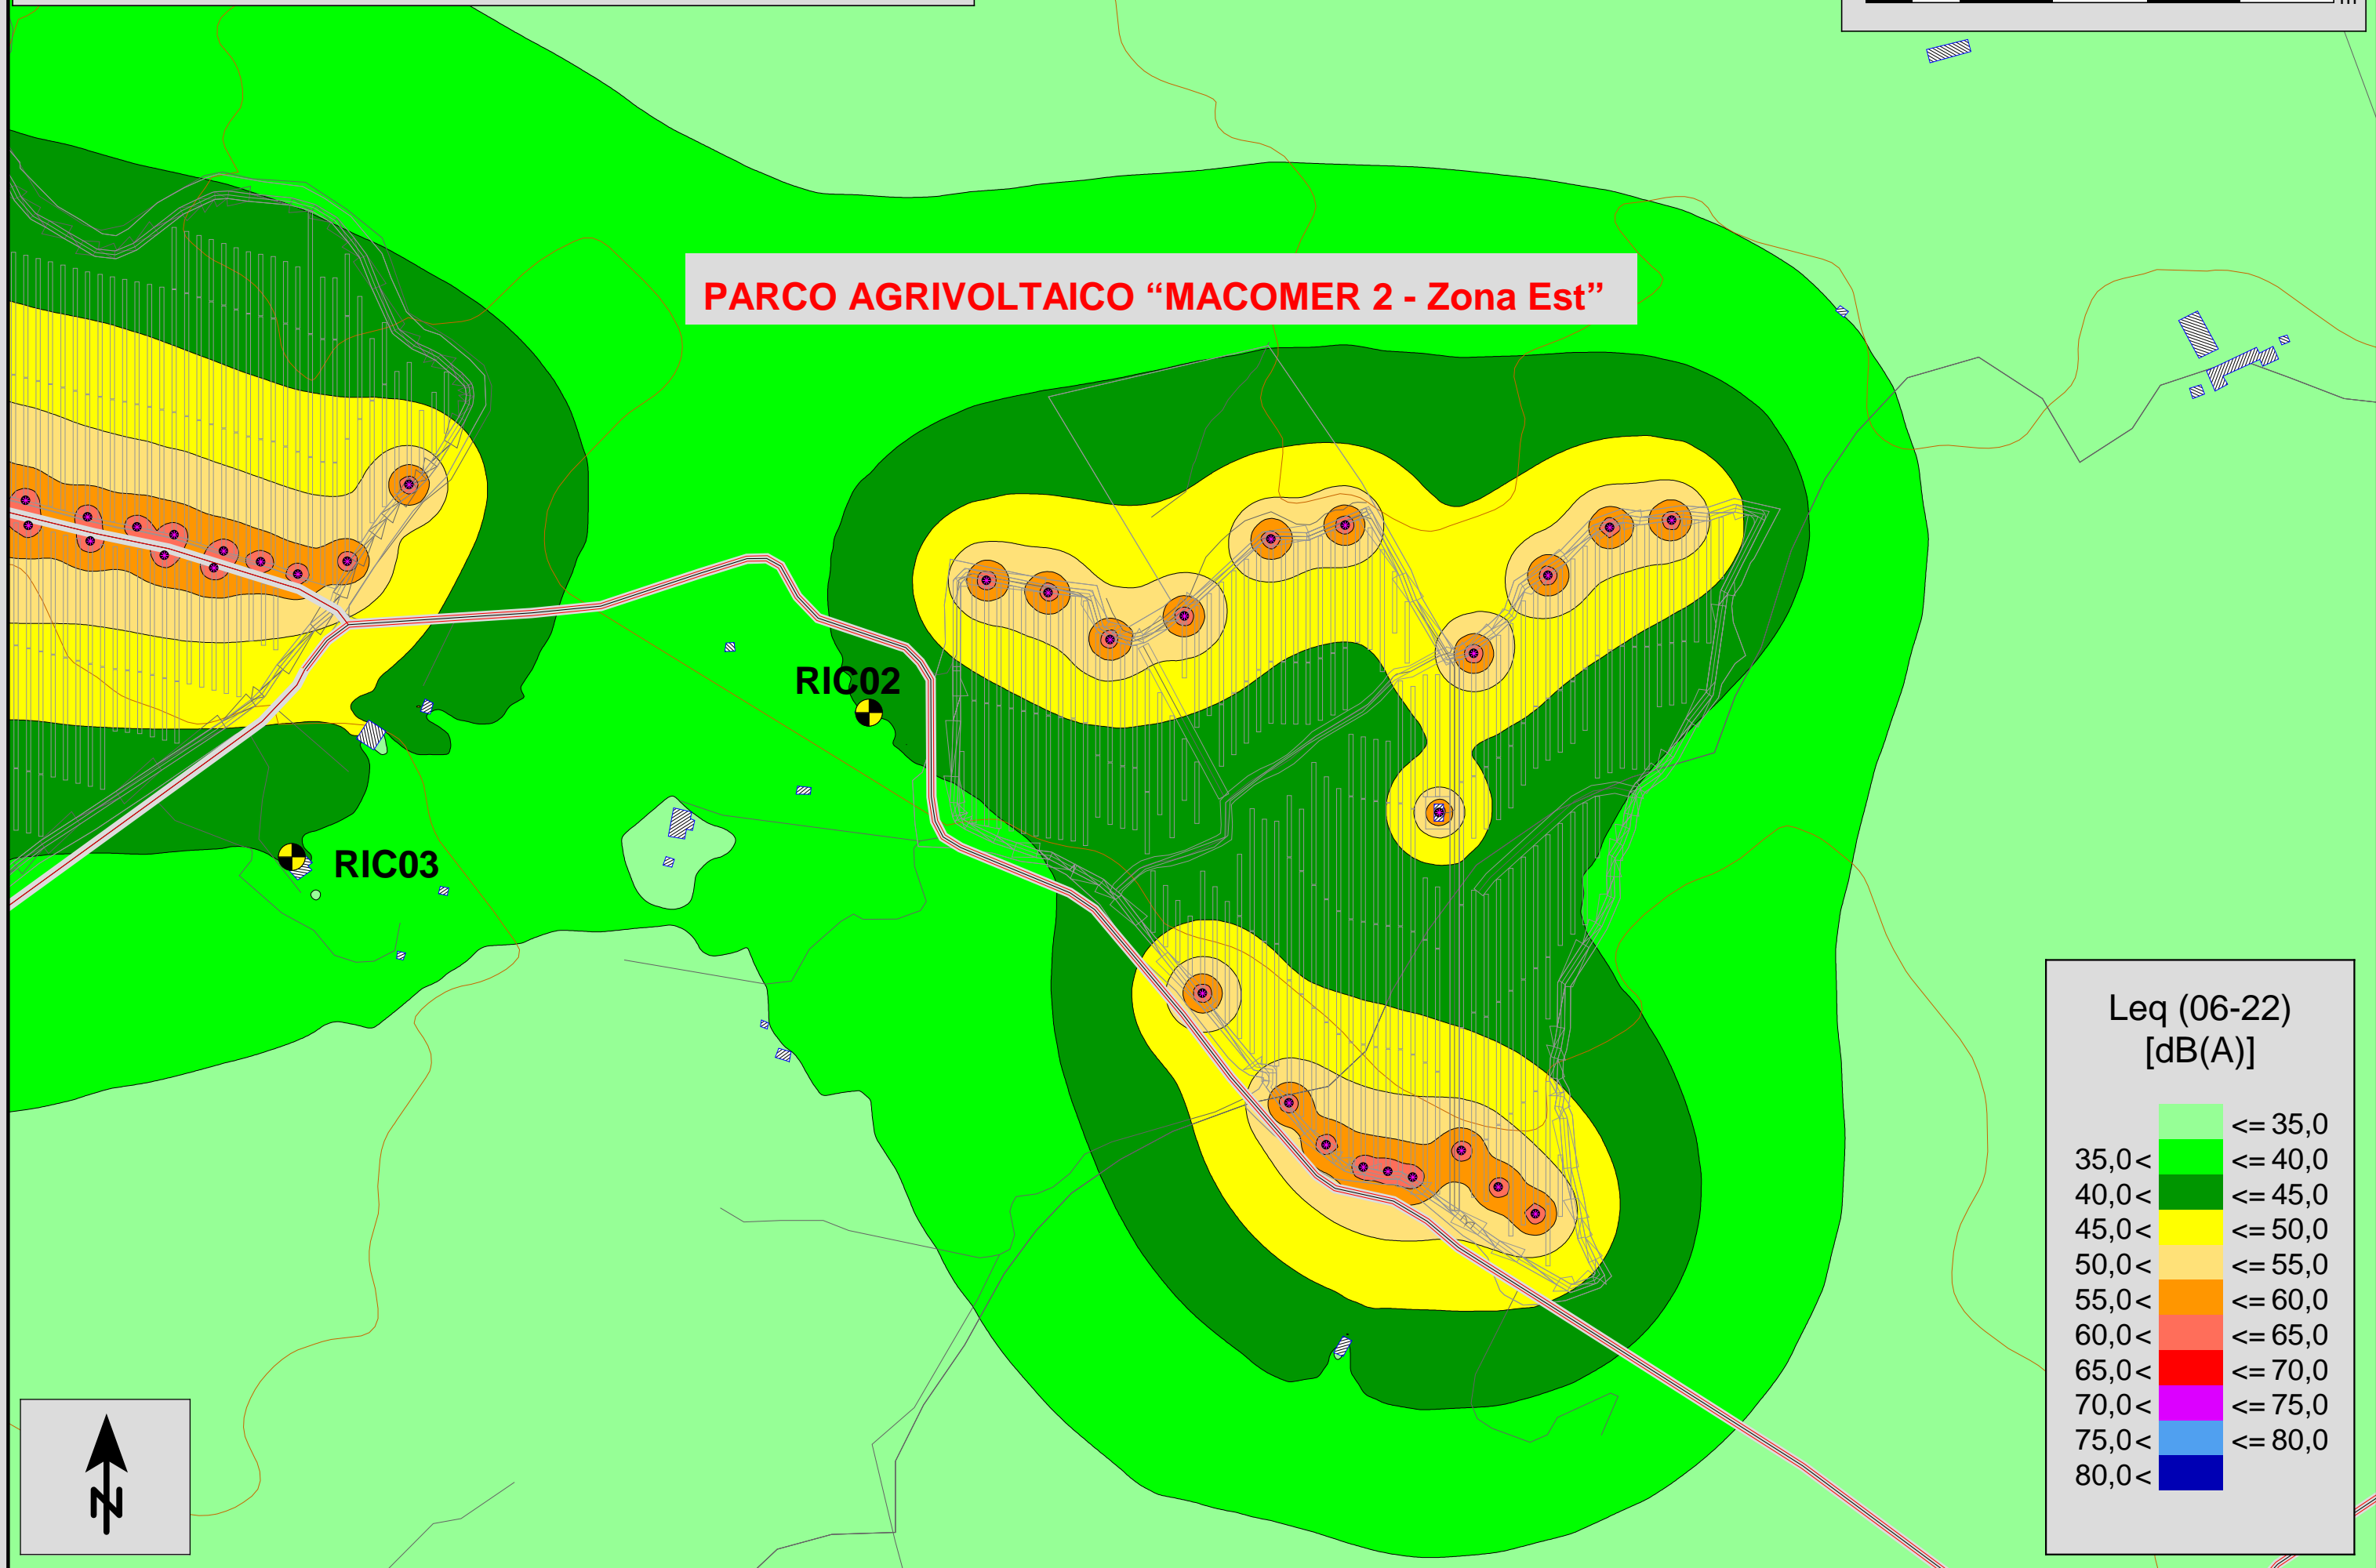 m
PARCO AGRIVOLTAICO “MACOMER 2 - Zona Est”
RIC02
RIC03
Leq (06-22)
[dB(A)]
<= 35,0
35,0 < <= 40,0
40,0 < <= 45,0
45,0 < <= 50,0
50,0 < <= 55,0
55,0 < <= 60,0
60,0 < <= 65,0
65,0 < <= 70,0
70,0 < <= 75,0
75,0 < <= 80,0
80,0 <
N